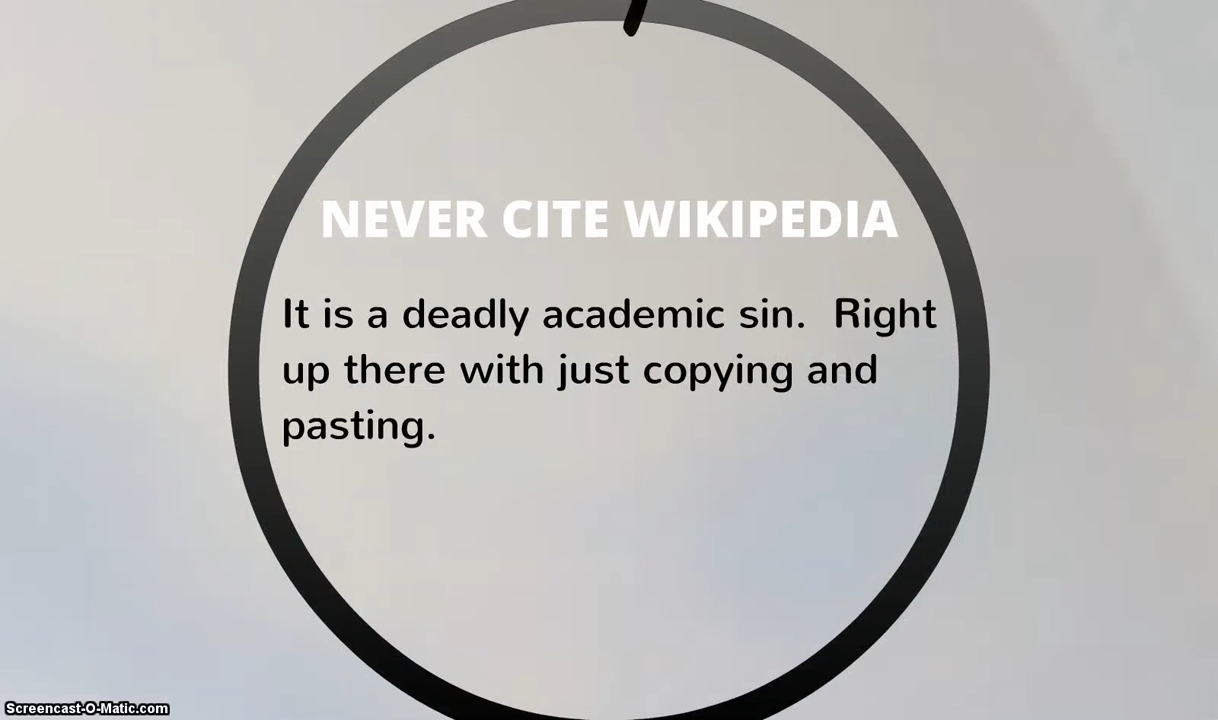 NEVER CITE WIKIPEDIA
It is a deadly academic sin.  Right
up there with just copying and
pasting.
Screencast-O-Matic.com